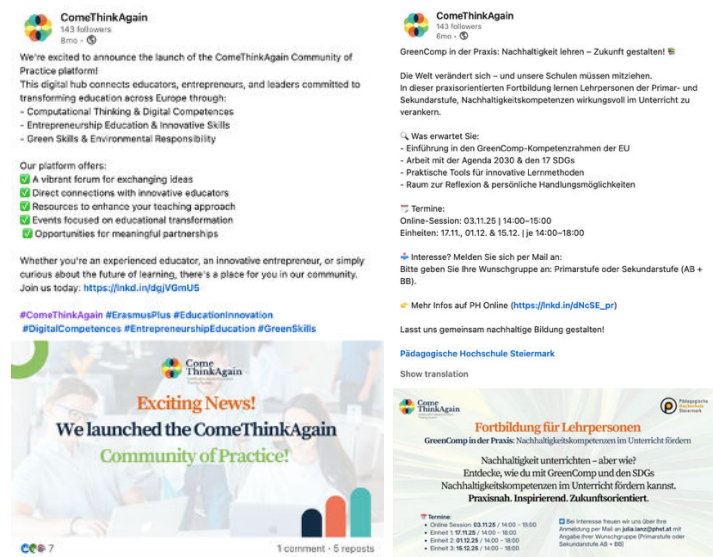 ComeThinkAgain
143 followers
8mo •
We're excited to announce the launch of the ComeThinkAgain Community of
Practice platform!
This digital hub connects educators, entrepreneurs, and leaders committed to
transforming education across Europe through:
- Computational Thinking & Digital Competences
- Entrepreneurship Education & Innovative Skills
- Green Skills & Environmental Responsibility
Our platform offers:
✅ A vibrant forum for exchanging ideas
✅ Direct connections with innovative educators
✅ Resources to enhance your teaching approach
✅ Events focused on educational transformation
✅ Opportunities for meaningful partnerships
Whether you're an experienced educator, an innovative entrepreneur, or simply
curious about the future of learning, there's a place for you in our community.
Join us today: https://lnkd.in/dgjVGmU5
#ComeThinkAgain #ErasmusPlus #EducationInnovation
#DigitalCompetences #EntrepreneurshipEducation #GreenSkills
Come
ThinkAgain
Exciting News!
We launched the ComeThinkAgain
Community of Practice!
7
1 comment • 5 reposts
ComeThinkAgain
143 followers
6mo •
GreenComp in der Praxis: Nachhaltigkeit lehren – Zukunft gestalten!
Die Welt verändert sich – und unsere Schulen müssen mitziehen.
In dieser praxisorientierten Fortbildung lernen Lehrpersonen der Primar- und
Sekundarstufe, Nachhaltigkeitskompetenzen wirkungsvoll im Unterricht zu
verankern.
🔍 Was erwartet Sie:
- Einführung in den GreenComp-Kompetenzrahmen der EU
- Arbeit mit der Agenda 2030 & den 17 SDGs
- Praktische Tools für innovative Lernmethoden
- Raum zur Reflexion & persönliche Handlungsmöglichkeiten
📅 Termine:
Online-Session: 03.11.25 | 14:00–15:00
Einheiten: 17.11., 01.12. & 15.12. | je 14:00–18:00
📩 Interesse? Melden Sie sich per Mail an:
Bitte geben Sie Ihre Wunschgruppe an: Primarstufe oder Sekundarstufe (AB +
BB).
👉 Mehr Infos auf PH Online (https://lnkd.in/dNcSE_pr)
Lasst uns gemeinsam nachhaltige Bildung gestalten!
Pädagogische Hochschule Steiermark
Show translation
Come
ThinkAgain
Pädagogische
Hochschule
Steiermark
Fortbildung für Lehrpersonen
GreenComp in der Praxis: Nachhaltigkeitskompetenzen im Unterricht fördern
Nachhaltigkeit unterrichten – aber wie?
Entdecke, wie du mit GreenComp und den SDGs
Nachhaltigkeitskompetenzen im Unterricht fördern kannst.
Praxisnah. Inspirierend. Zukunftsorientiert.
Termine:
• Online Session: 03.11.25 / 14:00 - 15:00
• Einheit 1: 17.11.25 / 14:00 - 18:00
• Einheit 2: 01.12.25 / 14:00 - 18:00
• Einheit 3: 15.12.25 / 14:00 - 18:00
Bei Interesse freuen wir uns über Ihre
Anmeldung per Mail an julia.lanz@phst.at mit
Angabe Ihrer Wunschgruppe (Primarstufe oder
Sekundarstufe AB + BB)